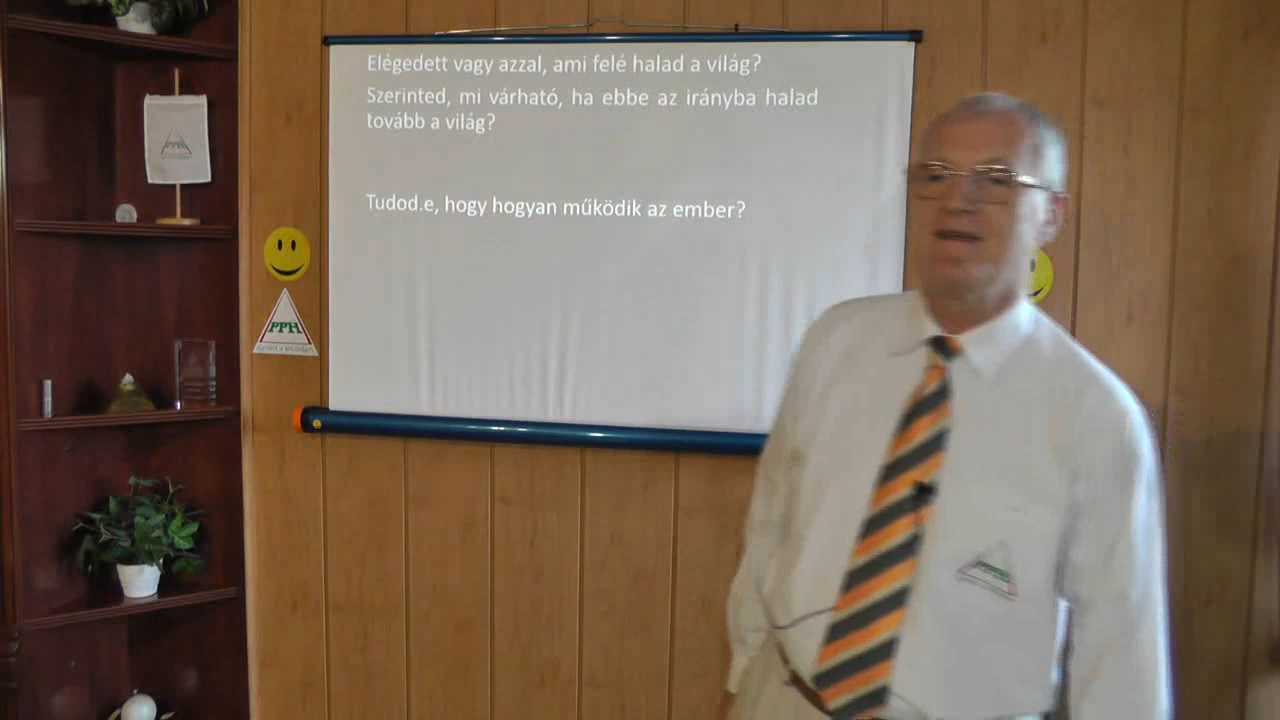 Elégedett vagy azzal, ami felé halad a világ?
Szerinted, mi várható, ha ebbe az irányba halad
tovább a világ?
Tudod.e, hogy hogyan működik az ember?
PPH
PPH